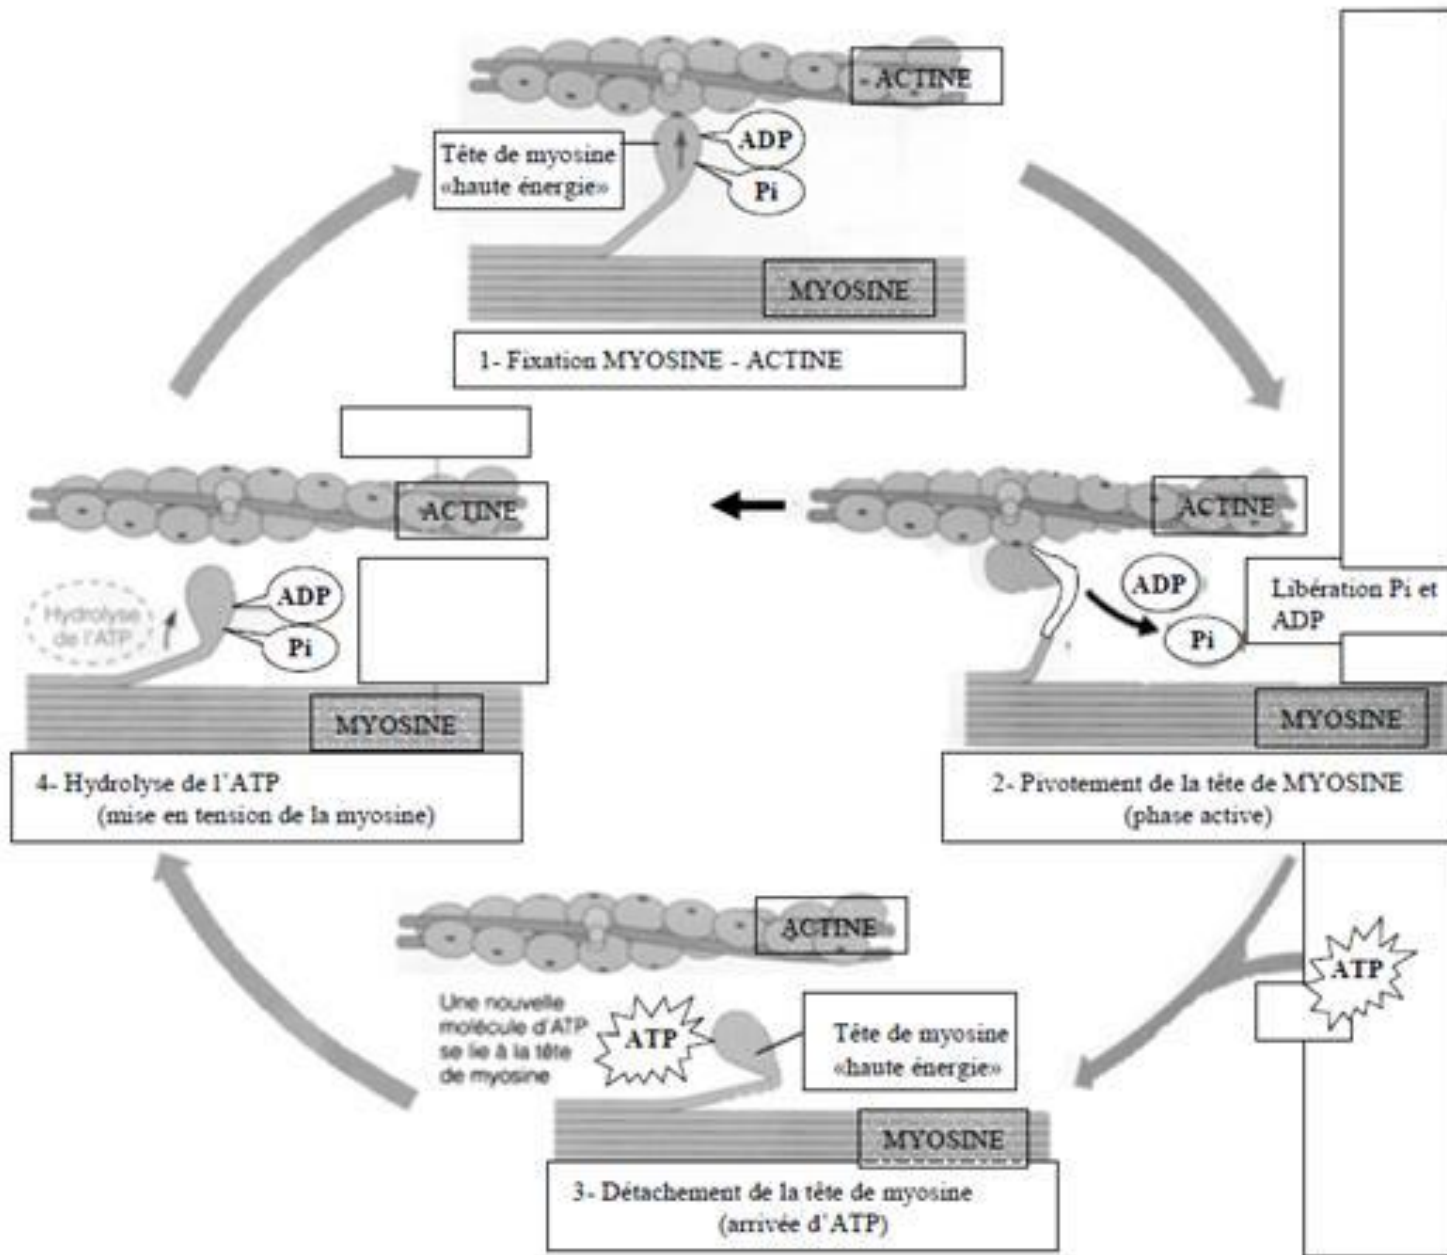 ACTINE
Tête de myosine
«haute énergie»
ADP
Pi
MYOSINE
1- Fixation MYOSINE - ACTINE
ACTINE
ADP
Pi
Libération Pi et
ADP
MYOSINE
2- Pivotement de la tête de MYOSINE
(phase active)
ATP
ACTINE
Une nouvelle
molécule d'ATP
se lie à la tête
de myosine
ATP
Tête de myosine
«haute énergie»
MYOSINE
3- Détachement de la tête de myosine
(arrivée d'ATP)
ACTINE
Hydrolyse
de l'ATP
ADP
Pi
MYOSINE
4- Hydrolyse de l'ATP
(mise en tension de la myosine)